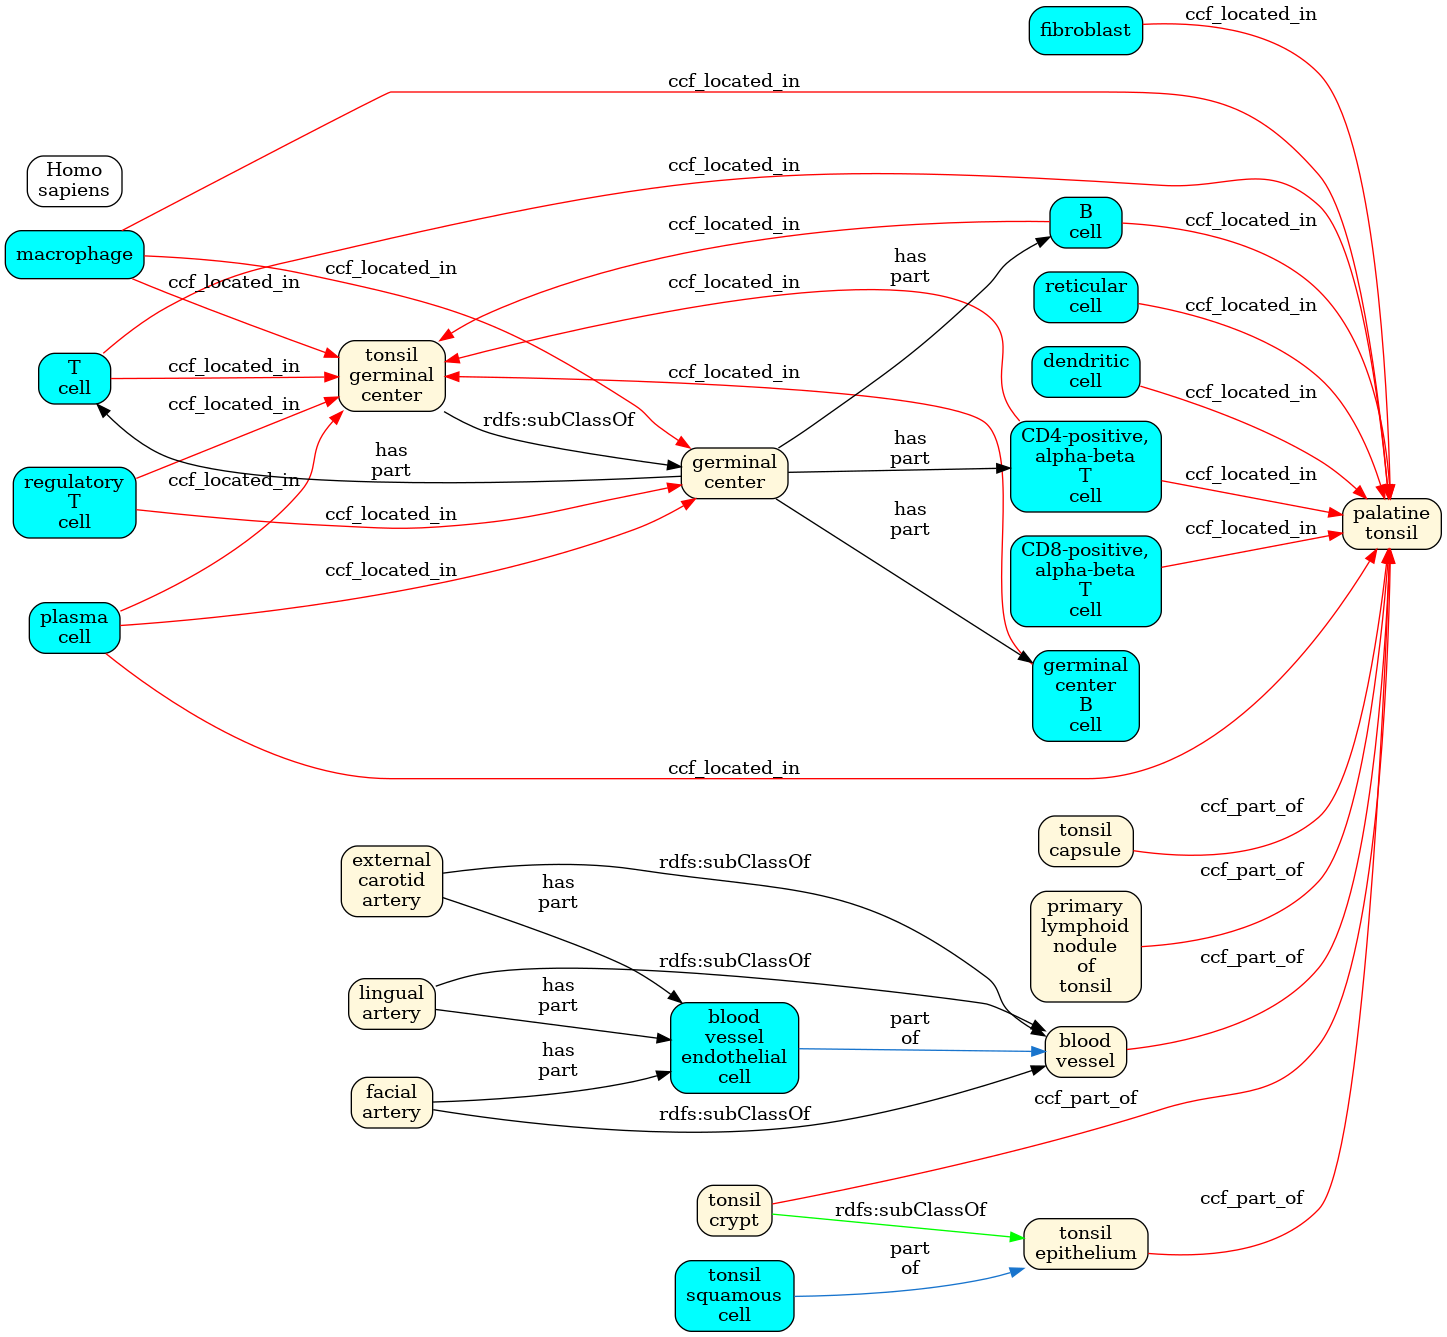 fibroblast
ccf_located_in
ccf_located_in
Homo
sapiens
ccf_located_in
macrophage
B
cell
ccf_located_in
ccf_located_in
ccf_located_in
ccf_located_in
has
part
ccf_located_in
reticular
cell
ccf_located_in
T
cell
ccf_located_in
tonsil
germinal
center
ccf_located_in
dendritic
cell
ccf_located_in
ccf_located_in
rdfs:subClassOf
has
part
germinal
center
has
part
CD4-positive,
alpha-beta
T
cell
ccf_located_in
regulatory
T
cell
ccf_located_in
ccf_located_in
has
part
palatine
tonsil
ccf_located_in
CD8-positive,
alpha-beta
T
cell
plasma
cell
ccf_located_in
germinal
center
B
cell
ccf_located_in
tonsil
capsule
ccf_part_of
external
carotid
artery
rdfs:subClassOf
has
part
primary
lymphoid
nodule
of
tonsil
ccf_part_of
lingual
artery
rdfs:subClassOf
has
part
ccf_part_of
blood
vessel
endothelial
cell
part
of
blood
vessel
has
part
facial
artery
rdfs:subClassOf
ccf_part_of
tonsil
crypt
rdfs:subClassOf
tonsil
epithelium
ccf_part_of
part
of
tonsil
squamous
cell